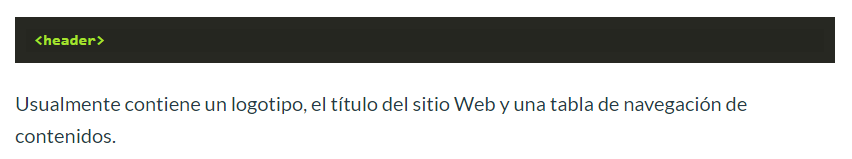 <header>
Usualmente contiene un logotipo, el título del sitio Web y una tabla de navegación de
contenidos.